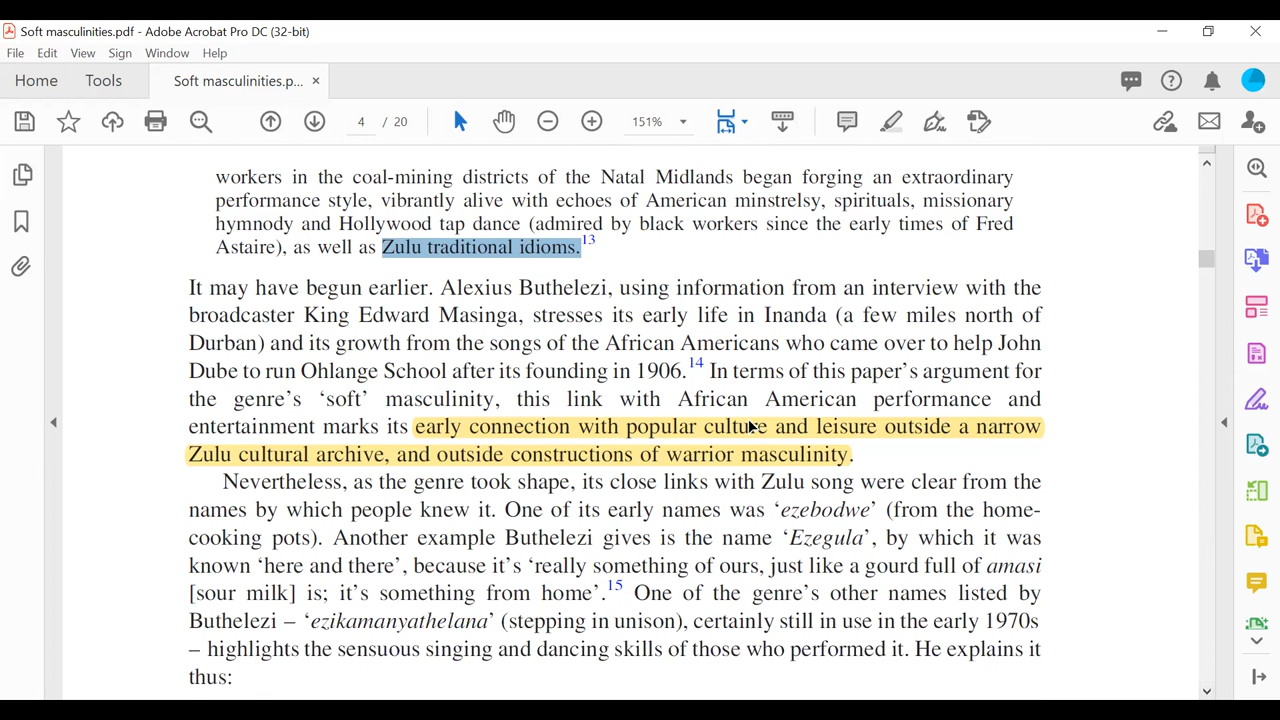 Soft masculinities.pdf - Adobe Acrobat Pro DC (32-bit)
File Edit View Sign Window Help
Home Tools Soft masculinities.p... ×
4 / 20 151%
workers in the coal-mining districts of the Natal Midlands began forging an extraordinary
performance style, vibrantly alive with echoes of American minstrelsy, spirituals, missionary
hymnody and Hollywood tap dance (admired by black workers since the early times of Fred
Astaire), as well as Zulu traditional idioms.13
It may have begun earlier. Alexius Buthelezi, using information from an interview with the
broadcaster King Edward Masinga, stresses its early life in Inanda (a few miles north of
Durban) and its growth from the songs of the African Americans who came over to help John
Dube to run Ohlange School after its founding in 1906.14 In terms of this paper's argument for
the genre's ‘soft’ masculinity, this link with African American performance and
entertainment marks its early connection with popular culture and leisure outside a narrow
Zulu cultural archive, and outside constructions of warrior masculinity.
Nevertheless, as the genre took shape, its close links with Zulu song were clear from the
names by which people knew it. One of its early names was ‘ezebodwe’ (from the home-
cooking pots). Another example Buthelezi gives is the name ‘Ezegula’, by which it was
known ‘here and there’, because it’s ‘really something of ours, just like a gourd full of amasi
[sour milk] is; it’s something from home’.15 One of the genre’s other names listed by
Buthelezi – ‘ezikamanyathelana’ (stepping in unison), certainly still in use in the early 1970s
– highlights the sensuous singing and dancing skills of those who performed it. He explains it
thus: